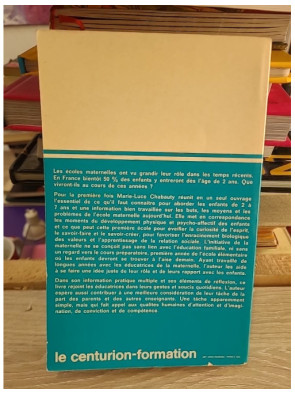 Les écoles maternelles ont vu grandir leur rôle dans les temps récents.
En France bientôt 50 % des enfants y entreront dès l'âge de 2 ans. Que
vivront-ils au cours de ces années ?
Pour la première fois Marie-Luce Chebauty réunit en un seul ouvrage
l'essentiel de ce qu'il faut connaître pour aborder les enfants de 2 à
7 ans et une information bien travaillée sur les buts, les moyens et les
problèmes de l'école maternelle aujourd'hui. Elle met en correspondance
les moments du développement physique et psycho-affectif des enfants
et ce que peut cette première école pour éveiller la curiosité de l'esprit,
le savoir-faire et le savoir-créer, pour favoriser l'enracinement biologique
des valeurs et l'apprentissage de la relation sociale. L'initiative de la
maternelle ne se conçoit pas sans lien avec l'éducation familiale, ni sans
un regard vers le cours préparatoire, première année de l'école élémentaire
où les enfants devront se trouver à l'aise demain. Ayant travaillé de
longues années avec les éducatrices de la maternelle, l'auteur les aide
à se faire une idée juste de leur rôle et de leurs rapport avec les enfants.
Dans son information pratique multiple et ses éléments de réflexion, ce
livre rejoint les éducatrices dans leurs gestes et soucis quotidiens. L'auteur
espère aussi contribuer à une meilleure considération de leur tâche de la
part des parents et des autres enseignants. Une tâche apparemment
simple, mais qui fait appel aux qualités humaines d'attention et d'imagi-
nation, de conviction et de compétence.
le centurion-formation